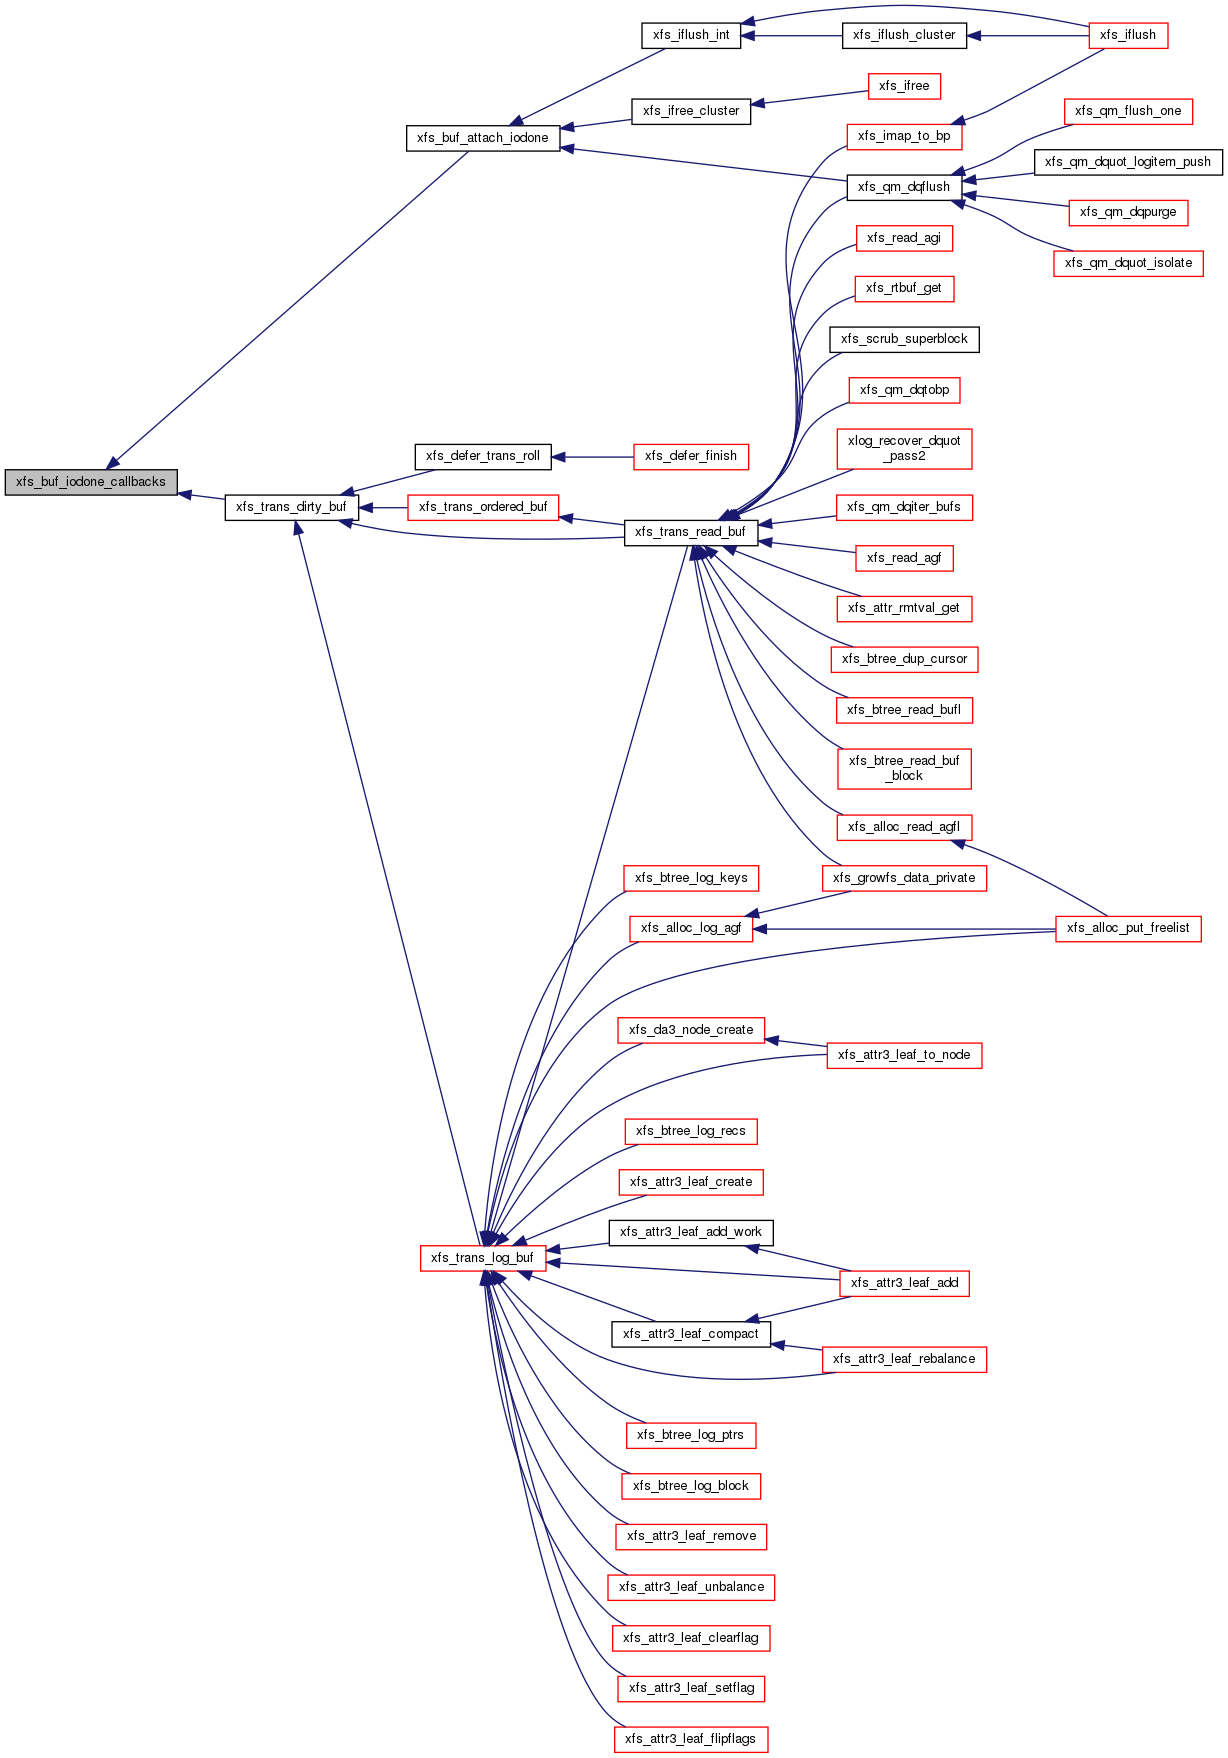 xfs_iflush_int
xfs_iflush_cluster
xfs_iflush
xfs_ifree
xfs_ifree_cluster
xfs_qm_flush_one
xfs_buf_attach_iodone
xfs_imap_to_bp
xfs_qm_dquot_logitem_push
xfs_qm_dqflush
xfs_qm_dqpurge
xfs_read_agi
xfs_qm_dquot_isolate
xfs_rtbuf_get
xfs_scrub_superblock
xfs_qm_dqtobp
xlog_recover_dquot
_pass2
xfs_defer_trans_roll
xfs_defer_finish
xfs_buf_iodone_callbacks
xfs_trans_dirty_buf
xfs_trans_ordered_buf
xfs_qm_dqiter_bufs
xfs_trans_read_buf
xfs_read_agf
xfs_attr_rmtval_get
xfs_btree_dup_cursor
xfs_btree_read_bufl
xfs_btree_read_buf
_block
xfs_alloc_read_agfl
xfs_btree_log_keys
xfs_growfs_data_private
xfs_alloc_log_agf
xfs_alloc_put_freelist
xfs_da3_node_create
xfs_attr3_leaf_to_node
xfs_btree_log_recs
xfs_attr3_leaf_create
xfs_attr3_leaf_add_work
xfs_trans_log_buf
xfs_attr3_leaf_add
xfs_attr3_leaf_compact
xfs_attr3_leaf_rebalance
xfs_btree_log_ptrs
xfs_btree_log_block
xfs_attr3_leaf_remove
xfs_attr3_leaf_unbalance
xfs_attr3_leaf_clearflag
xfs_attr3_leaf_setflag
xfs_attr3_leaf_flipflags